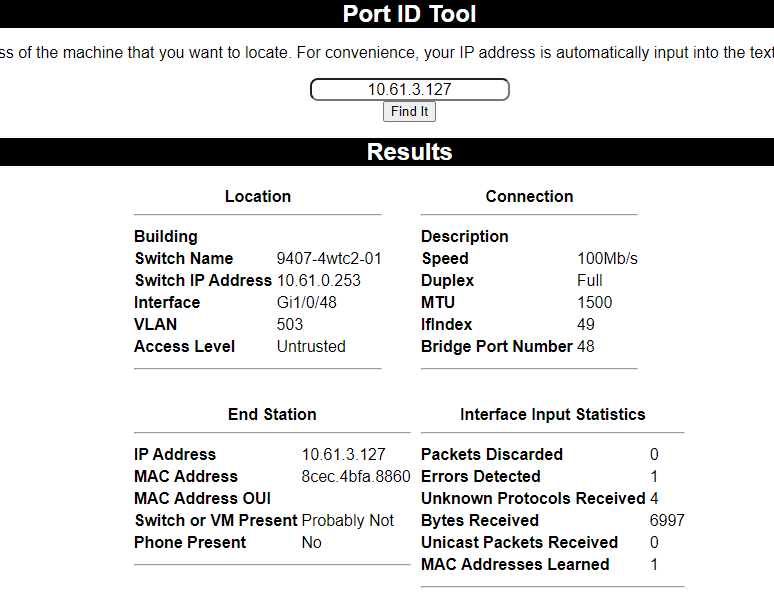 Port ID Tool
ss of the machine that you want to locate. For convenience, your IP address is automatically input into the text
10.61.3.127
Find It
Results
Location
Building
Switch Name 9407-4wtc2-01
Switch IP Address 10.61.0.253
Interface Gi1/0/48
VLAN 503
Access Level Untrusted
Connection
Description
Speed 100Mb/s
Duplex Full
MTU 1500
IfIndex 49
Bridge Port Number 48
End Station
IP Address 10.61.3.127
MAC Address 8cec.4bfa.8860
MAC Address OUI
Switch or VM Present Probably Not
Phone Present No
Interface Input Statistics
Packets Discarded 0
Errors Detected 1
Unknown Protocols Received 4
Bytes Received 6997
Unicast Packets Received 0
MAC Addresses Learned 1